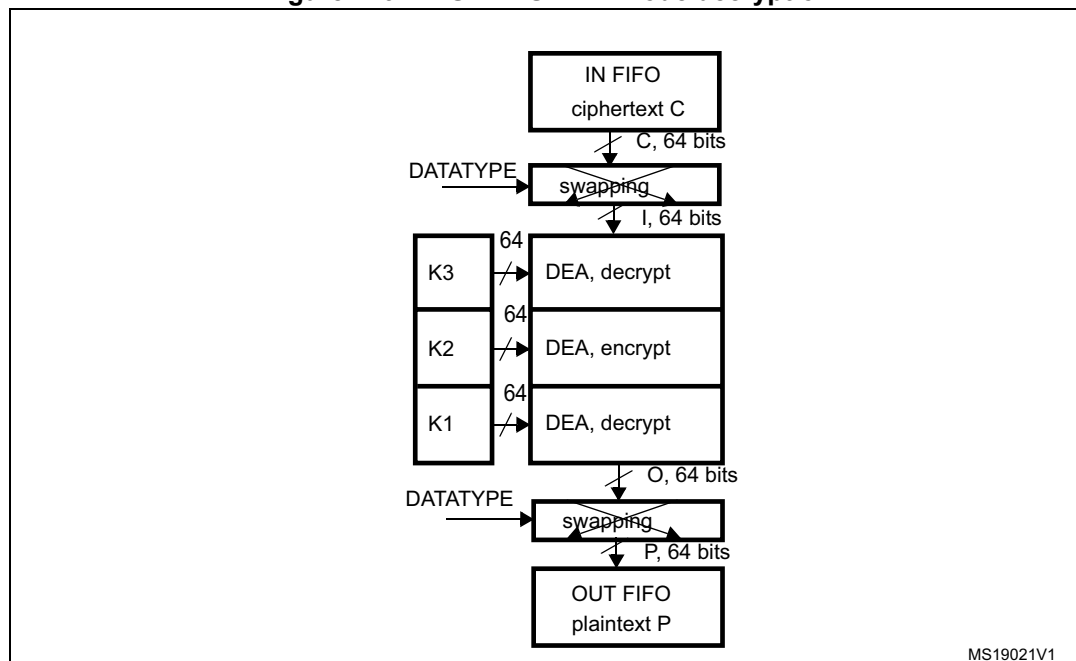 IN FIFO
ciphertext C
C, 64 bits
DATATYPE
swapping
I, 64 bits
64
K3
DEA, decrypt
64
K2
DEA, encrypt
64
K1
DEA, decrypt
O, 64 bits
DATATYPE
swapping
P, 64 bits
OUT FIFO
plaintext P
MS19021V1